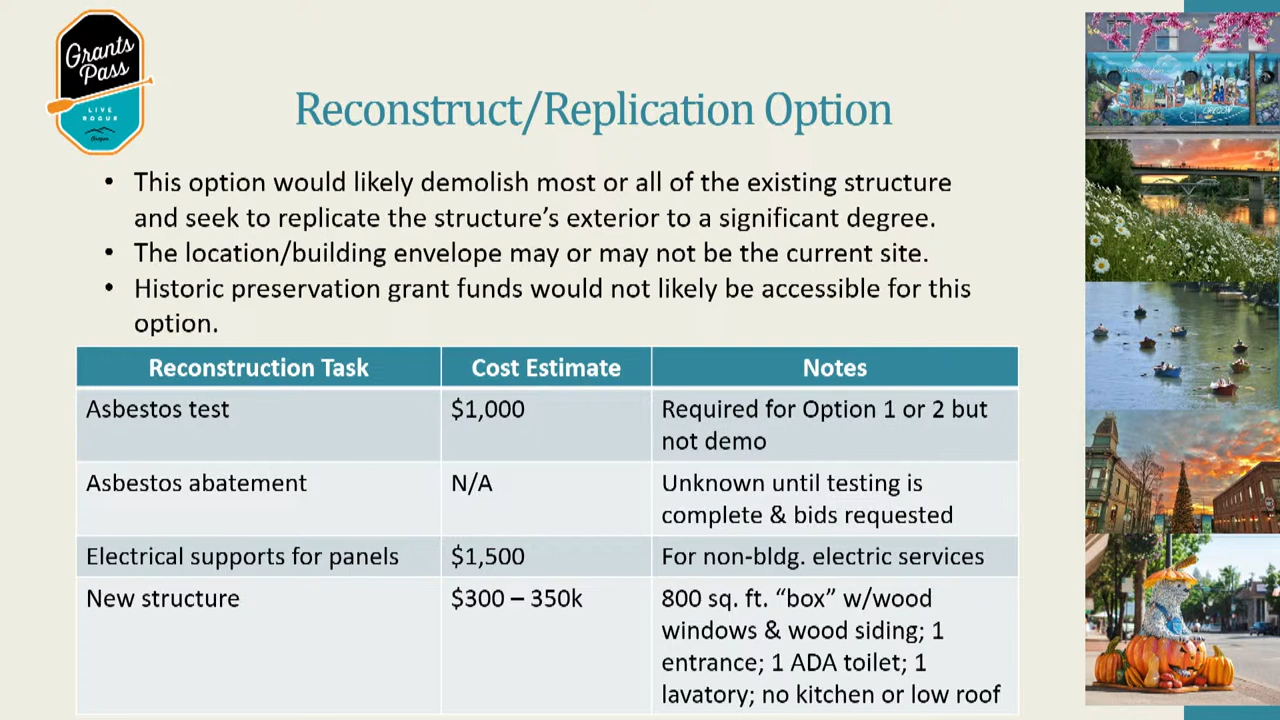 Grants
Pass
LIVE
ROGUE
Oregon
Reconstruct/Replication Option
• This option would likely demolish most or all of the existing structure
and seek to replicate the structure’s exterior to a significant degree.
• The location/building envelope may or may not be the current site.
• Historic preservation grant funds would not likely be accessible for this
option.
Reconstruction Task Cost Estimate Notes
Asbestos test $1,000 Required for Option 1 or 2 but
not demo
Asbestos abatement N/A Unknown until testing is
complete & bids requested
Electrical supports for panels $1,500 For non-bldg. electric services
New structure $300 – 350k 800 sq. ft. “box” w/wood
windows & wood siding; 1
entrance; 1 ADA toilet; 1
lavatory; no kitchen or low roof